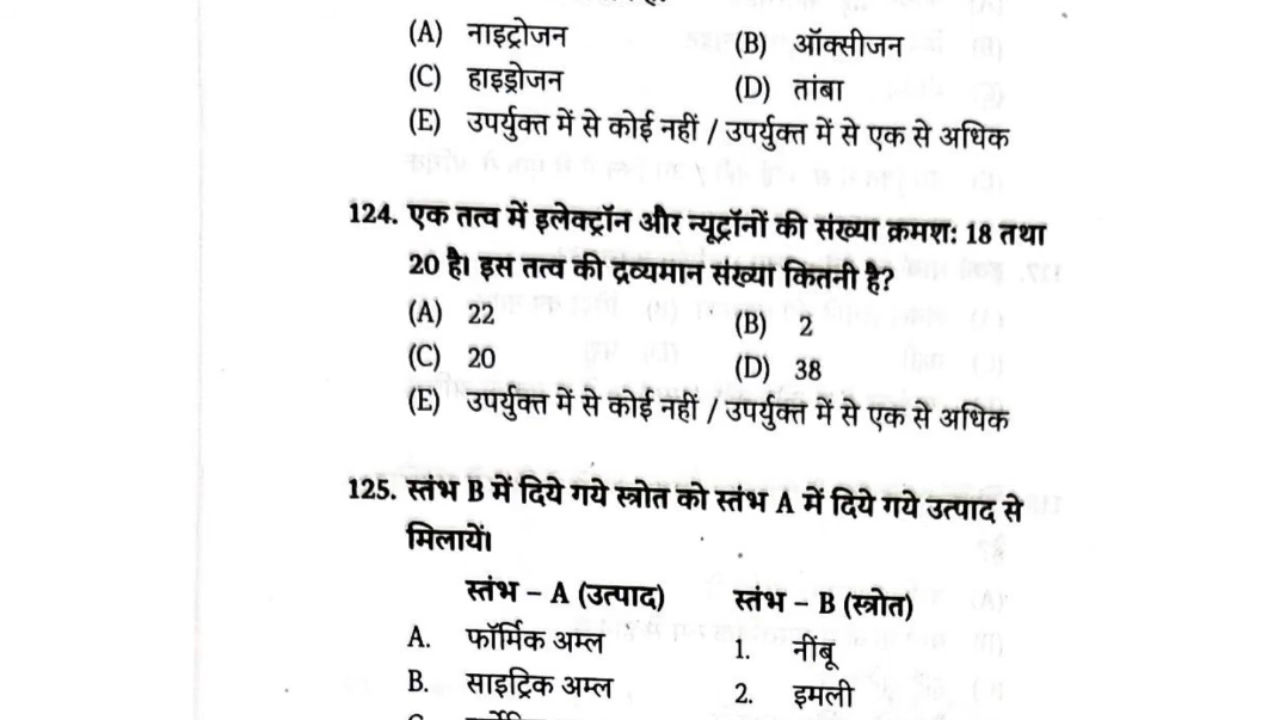 (A) नाइट्रोजन (B) ऑक्सीजन
(C) हाइड्रोजन (D) तांबा
(E) उपर्युक्त में से कोई नहीं / उपर्युक्त में से एक से अधिक
124. एक तत्व में इलेक्ट्रॉन और न्यूट्रॉनों की संख्या क्रमश: 18 तथा
20 है। इस तत्व की द्रव्यमान संख्या कितनी है?
(A) 22 (B) 2
(C) 20 (D) 38
(E) उपर्युक्त में से कोई नहीं / उपर्युक्त में से एक से अधिक
125. स्तंभ B में दिये गये स्त्रोत को स्तंभ A में दिये गये उत्पाद से
मिलायें।
स्तंभ – A (उत्पाद) स्तंभ – B (स्त्रोत)
A. फॉर्मिक अम्ल 1. नींबू
B. साइट्रिक अम्ल 2. इमली